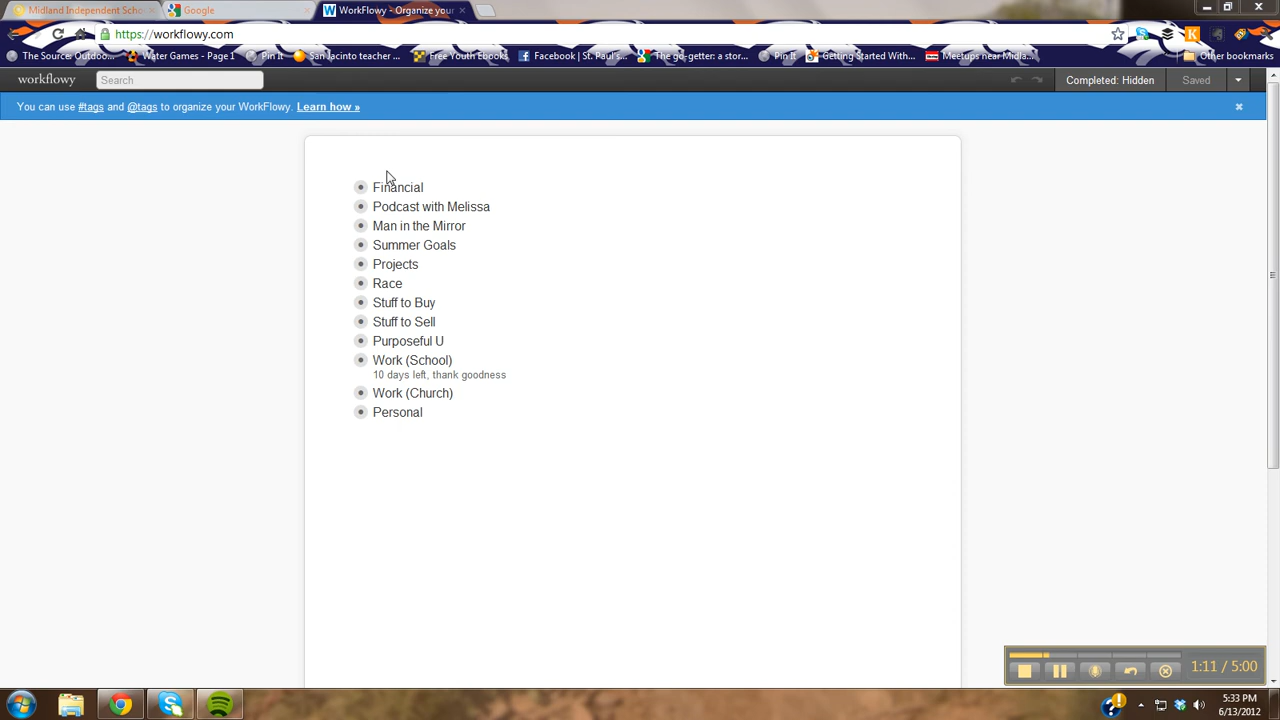 Midland Independent Scho
Google
WorkFlowy - Organize your
https://workflowy.com
The Source: Outdoo...
Water Games - Page 1
Pin It
San Jacinto teacher ...
Free Youth Ebooks
Facebook | St. Paul's...
The go-getter: a stor...
Pin It
Getting Started With...
Meetups near Midla...
Other bookmarks
workflowy
Search
Completed: Hidden
Saved
You can use #tags and @tags to organize your WorkFlowy. Learn how »
Financial
Podcast with Melissa
Man in the Mirror
Summer Goals
Projects
Race
Stuff to Buy
Stuff to Sell
Purposeful U
Work (School)
10 days left, thank goodness
Work (Church)
Personal
1:11 / 5:00
5:33 PM
6/13/2012